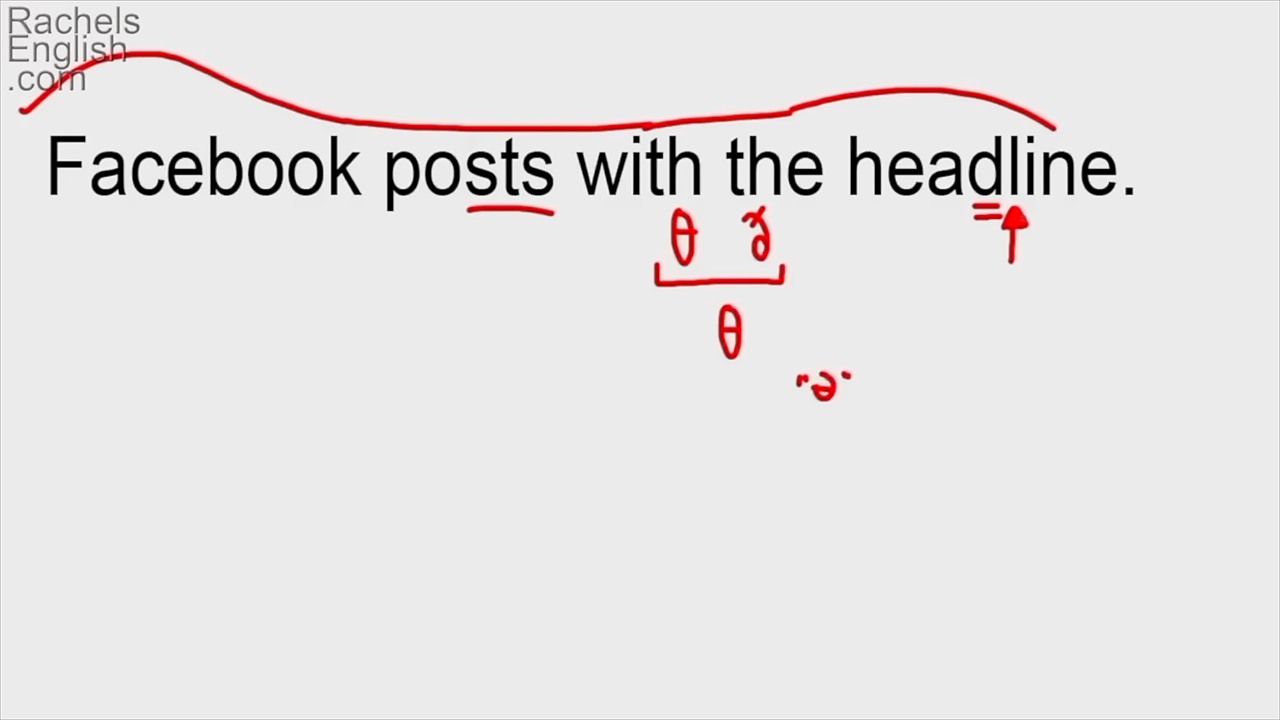 Rachels
English
.com
Facebook posts with the headline.
θ ð
θ
"ə"